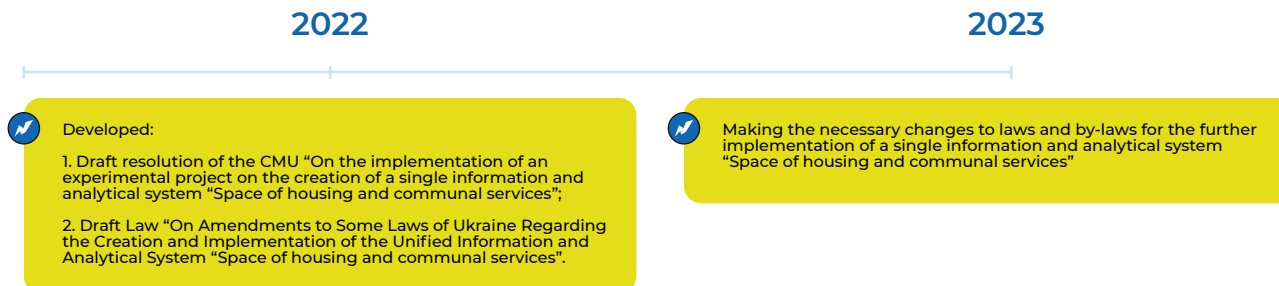 2022
2023
Developed:
1. Draft resolution of the CMU “On the implementation of an
experimental project on the creation of a single information and
analytical system “Space of housing and communal services”;
2. Draft Law “On Amendments to Some Laws of Ukraine Regarding
the Creation and Implementation of the Unified Information and
Analytical System “Space of housing and communal services”.
Making the necessary changes to laws and by-laws for the further
implementation of a single information and analytical system
“Space of housing and communal services”